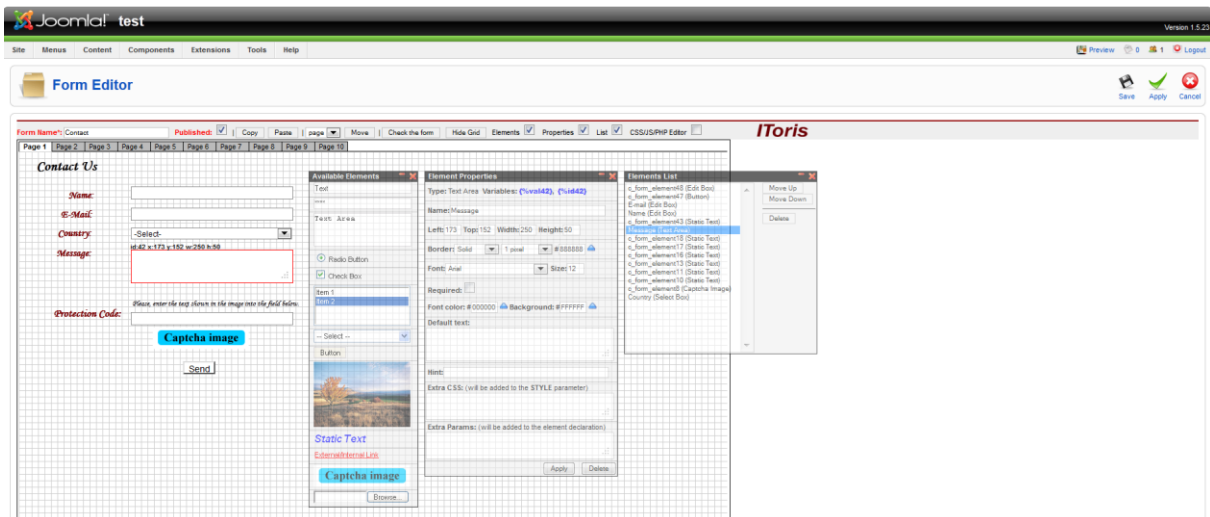 Joomla! test
Version 1.5.23
Site Menus Content Components Extensions Tools Help
Preview 0 1 Logout
Form Editor
Save Apply Cancel
Form Name*: Contact Published: | Copy Paste | page Move | Check the form Hide Grid Elements Properties List CSS/JS/PHP Editor
IToris
Page 1 Page 2 Page 3 Page 4 Page 5 Page 6 Page 7 Page 8 Page 9 Page 10
Contact Us
Name:
E-Mail:
Country: -Select-
id:42 x:173 y:152 w:250 h:50
Message:
Please, enter the text shown in the image into the field below.
Protection Code:
Captcha image
Send
Available Elements
Text
****
Text Area
Radio Button
Check Box
Item 1
Item 2
-- Select --
Button
Static Text
External/Internal Link
Captcha image
Browse...
Element Properties
Type: Text Area Variables: {%val42}, {%id42}
Name: Message
Left: 173 Top: 152 Width: 250 Height: 50
Border: Solid 1 pixel #888888
Font: Arial Size: 12
Required:
Font color: #000000 Background: #FFFFFF
Default text:
Hint:
Extra CSS: (will be added to the STYLE parameter)
Extra Params: (will be added to the element declaration)
Apply Delete
Elements List
c_form_element48 (Edit Box)
c_form_element47 (Button)
E-mail (Edit Box)
Name (Edit Box)
c_form_element43 (Static Text)
Message (Text Area)
c_form_element18 (Static Text)
c_form_element17 (Static Text)
c_form_element16 (Static Text)
c_form_element13 (Static Text)
c_form_element11 (Static Text)
c_form_element10 (Static Text)
c_form_element8 (Captcha Image)
Country (Select Box)
Move Up
Move Down
Delete